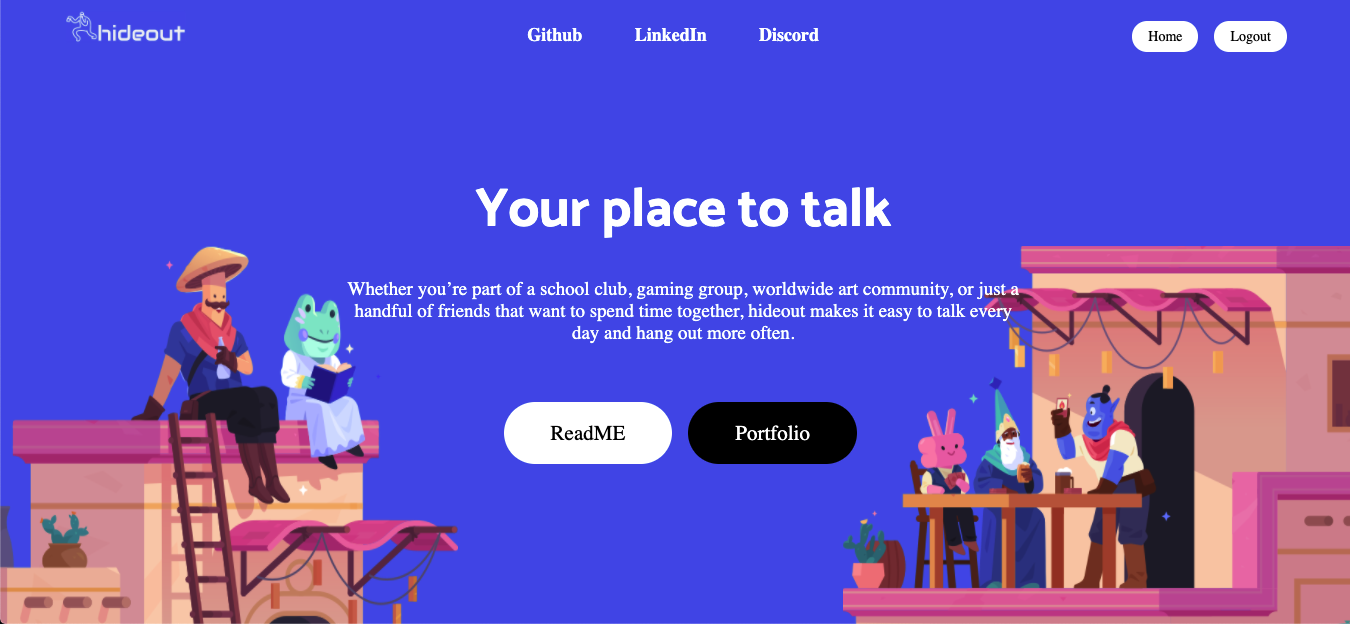 hideout
Github
LinkedIn
Discord
Home
Logout
Your place to talk
Whether you’re part of a school club, gaming group, worldwide art community, or just a
handful of friends that want to spend time together, hideout makes it easy to talk every
day and hang out more often.
ReadME
Portfolio